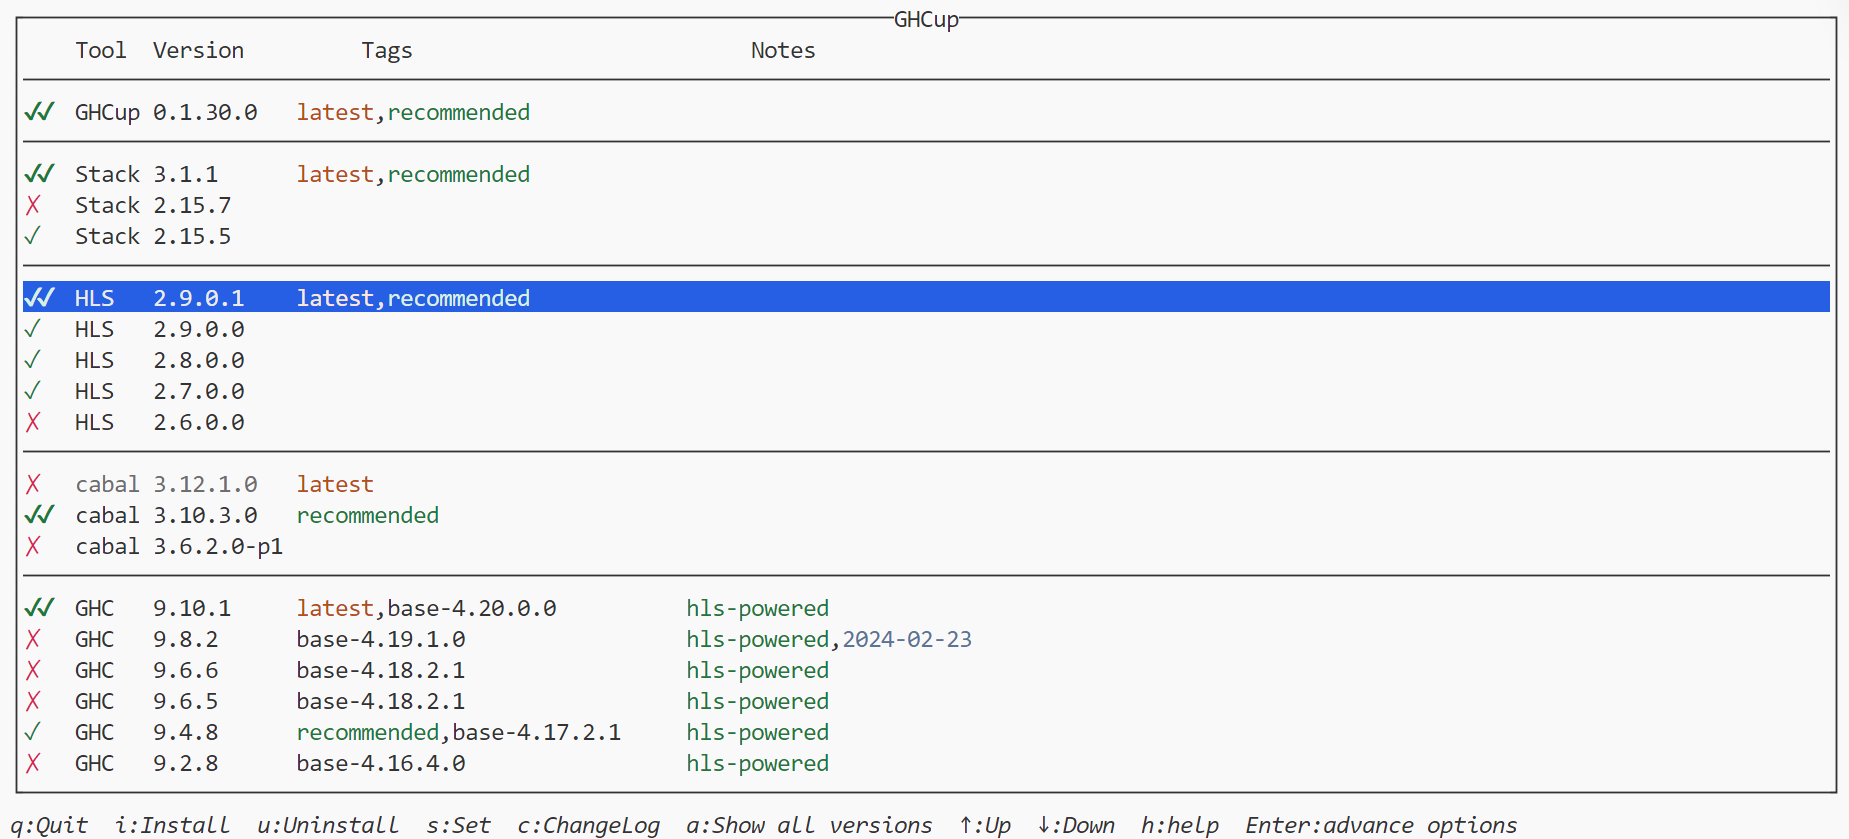 GHCup
Tool Version Tags Notes
✔✔ GHCup 0.1.30.0 latest,recommended
✔✔ Stack 3.1.1 latest,recommended
✗ Stack 2.15.7
✓ Stack 2.15.5
✔✔ HLS 2.9.0.1 latest,recommended
✓ HLS 2.9.0.0
✓ HLS 2.8.0.0
✓ HLS 2.7.0.0
✗ HLS 2.6.0.0
✗ cabal 3.12.1.0 latest
✔✔ cabal 3.10.3.0 recommended
✗ cabal 3.6.2.0-p1
✔✔ GHC 9.10.1 latest,base-4.20.0.0 hls-powered
✗ GHC 9.8.2 base-4.19.1.0 hls-powered,2024-02-23
✗ GHC 9.6.6 base-4.18.2.1 hls-powered
✗ GHC 9.6.5 base-4.18.2.1 hls-powered
✓ GHC 9.4.8 recommended,base-4.17.2.1 hls-powered
✗ GHC 9.2.8 base-4.16.4.0 hls-powered
q:Quit i:Install u:Uninstall s:Set c:ChangeLog a:Show all versions ↑:Up ↓:Down h:help Enter:advance options